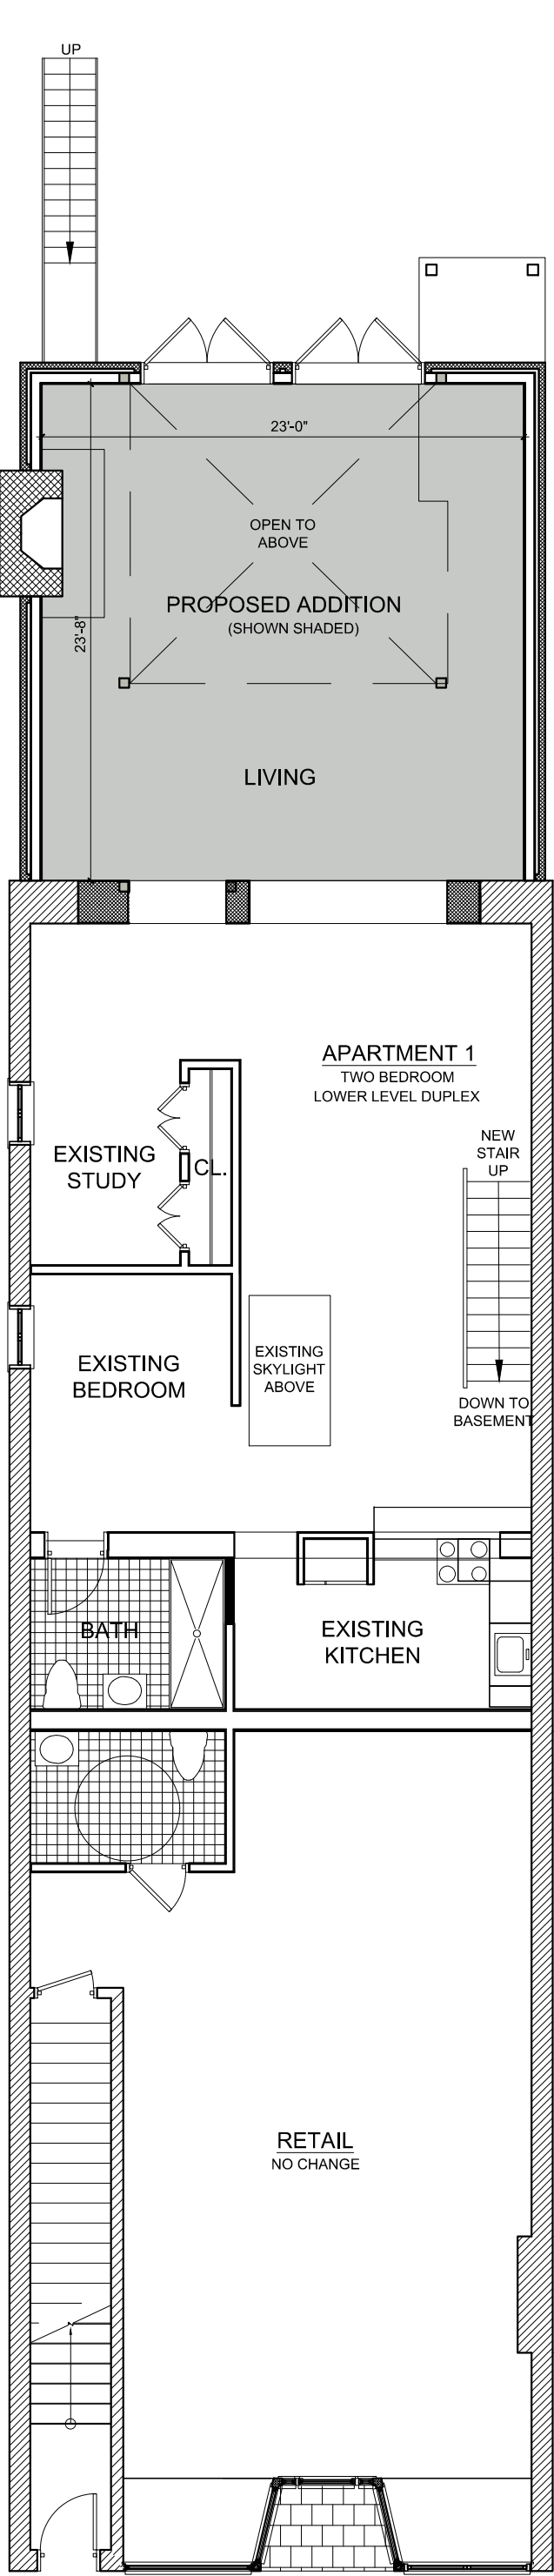 UP
23'-0"
OPEN TO
ABOVE
PROPOSED ADDITION
(SHOWN SHADED)
23'-8"
LIVING
APARTMENT 1
TWO BEDROOM
LOWER LEVEL DUPLEX
NEW
STAIR
UP
EXISTING
STUDY
CL.
EXISTING
SKYLIGHT
ABOVE
EXISTING
BEDROOM
DOWN TO
BASEMENT
BATH
EXISTING
KITCHEN
RETAIL
NO CHANGE